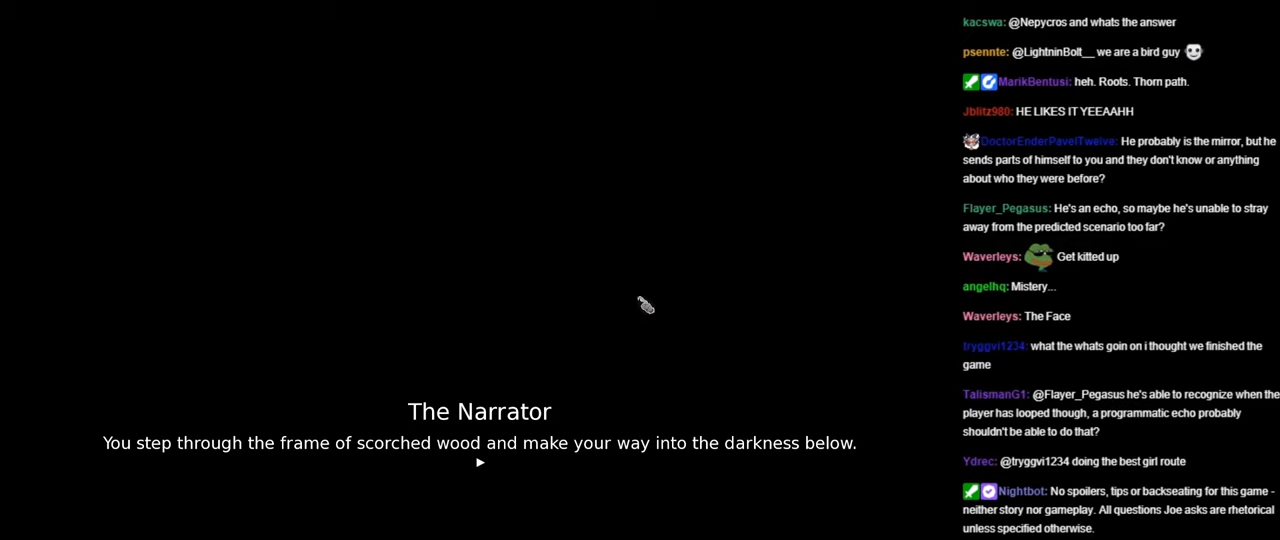 The Narrator
You step through the frame of scorched wood and make your way into the darkness below.
kacswa: @Nepycros and whats the answer
psennte: @LightninBolt__ we are a bird guy
MarikBentusi: heh. Roots. Thorn path.
Jblitz980: HE LIKES IT YEEAAHH
DoctorEnderPavelTwelve: He probably is the mirror, but he
sends parts of himself to you and they don't know or anything
about who they were before?
Flayer_Pegasus: He's an echo, so maybe he's unable to stray
away from the predicted scenario too far?
Waverleys: Get kitted up
angelhq: Mistery...
Waverleys: The Face
tryggvi1234: what the whats goin on i thought we finished the
game
TalismanG1: @Flayer_Pegasus he's able to recognize when the
player has looped though, a programmatic echo probably
shouldn't be able to do that?
Ydrec: @tryggvi1234 doing the best girl route
Nightbot: No spoilers, tips or backseating for this game -
neither story nor gameplay. All questions Joe asks are rhetorical
unless specified otherwise.